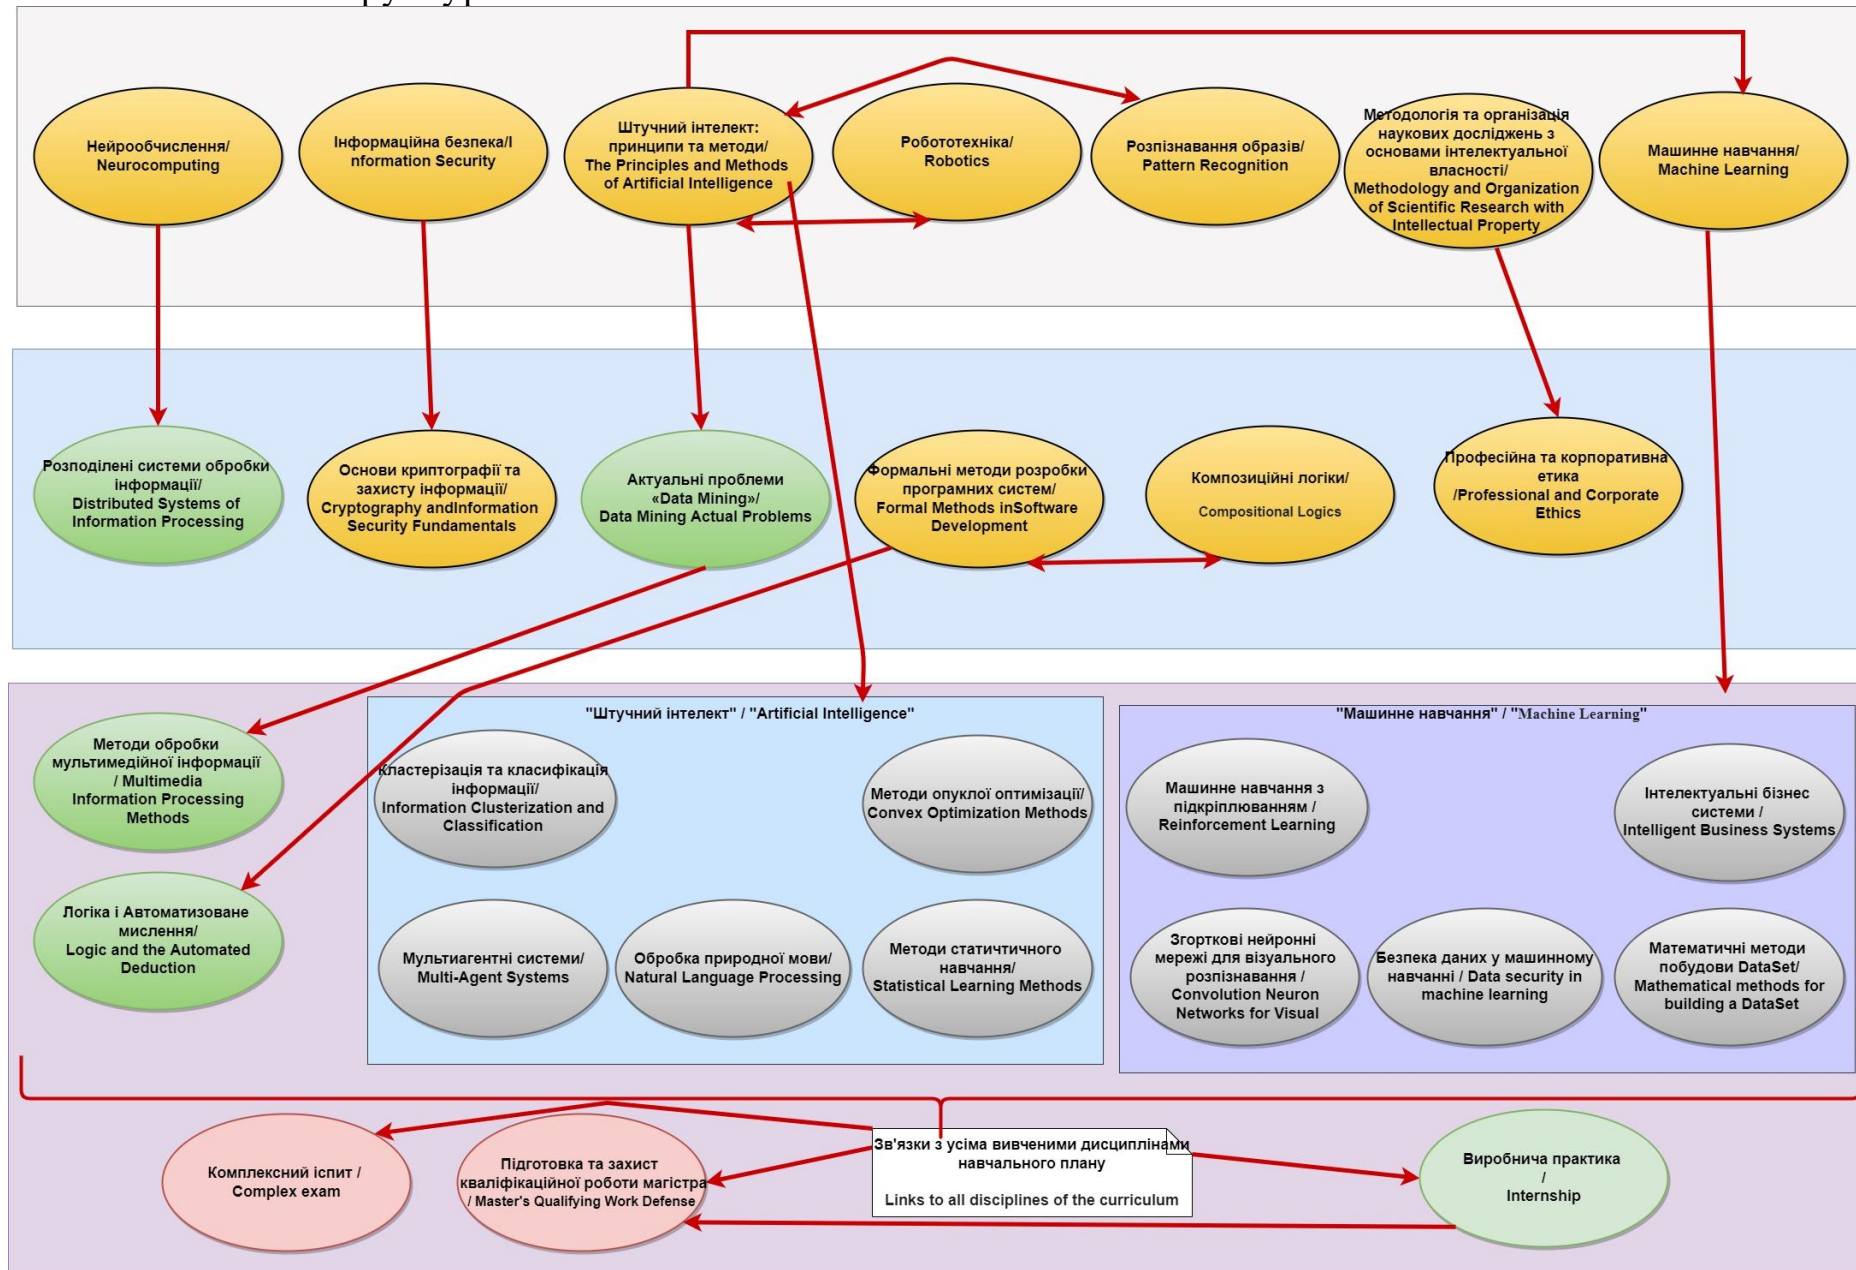 Нейрообчислення/
Neurocomputing
Інформаційна безпека/I
nformation Security
Штучний інтелект:
принципи та методи/
The Principles and Methods
of Artificial Intelligence
Робототехніка/
Robotics
Розпізнавання образів/
Pattern Recognition
Методологія та організація
наукових досліджень з
основами інтелектуальної
власності/
Methodology and Organization
of Scientific Research with
Intellectual Property
Машинне навчання/
Machine Learning
Розподілені системи обробки
інформації/
Distributed Systems of
Information Processing
Основи криптографії та
захисту інформації/
Cryptography andInformation
Security Fundamentals
Актуальні проблеми
«Data Mining»/
Data Mining Actual Problems
Формальні методи розробки
програмних систем/
Formal Methods inSoftware
Development
Композиційні логіки/
Compositional Logics
Професійна та корпоративна
етика
/Professional and Corporate
Ethics
Методи обробки
мультимедійної інформації
/ Multimedia
Information Processing
Methods
Логіка і Автоматизоване
мислення/
Logic and the Automated
Deduction
"Штучний інтелект" / "Artificial Intelligence"
Кластерізація та класифікація
інформації/
Information Clusterization and
Classification
Методи опуклої оптимізації/
Convex Optimization Methods
Мультиагентні системи/
Multi-Agent Systems
Обробка природної мови/
Natural Language Processing
Методи статичтичного
навчання/
Statistical Learning Methods
"Машинне навчання" / "Machine Learning"
Машинне навчання з
підкріплюванням /
Reinforcement Learning
Інтелектуальні бізнес
системи /
Intelligent Business Systems
Згорткові нейронні
мережі для візуального
розпізнавання /
Convolution Neuron
Networks for Visual
Безпека даних у машинному
навчанні / Data security in
machine learning
Математичні методи
побудови DataSet/
Mathematical methods for
building a DataSet
Комплексний іспит /
Complex exam
Підготовка та захист
кваліфікаційної роботи магістра
/ Master's Qualifying Work Defense
Зв'язки з усіма вивченими дисциплінами
навчального плану
Links to all disciplines of the curriculum
Виробнича практика
/
Internship